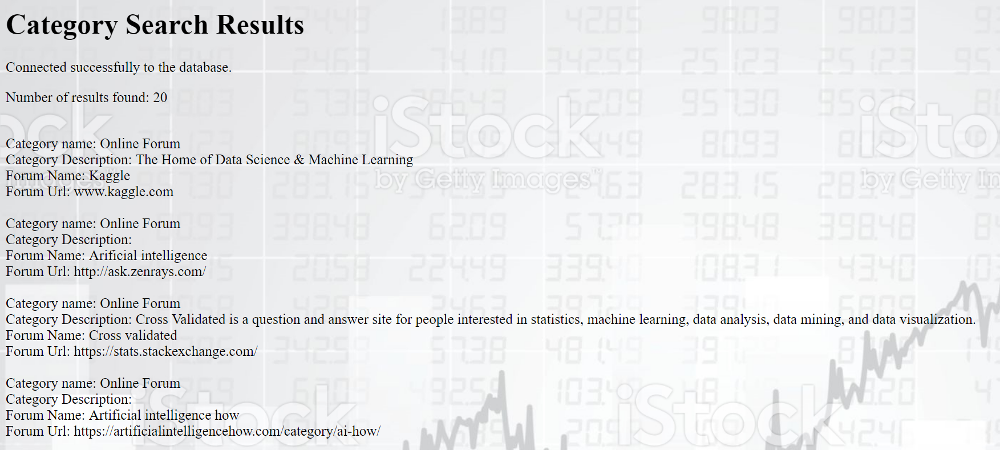 Category Search Results
Connected successfully to the database.
Number of results found: 20
Category name: Online Forum
Category Description: The Home of Data Science & Machine Learning
Forum Name: Kaggle
Forum Url: www.kaggle.com
Category name: Online Forum
Category Description:
Forum Name: Arificial intelligence
Forum Url: http://ask.zenrays.com/
Category name: Online Forum
Category Description: Cross Validated is a question and answer site for people interested in statistics, machine learning, data analysis, data mining, and data visualization.
Forum Name: Cross validated
Forum Url: https://stats.stackexchange.com/
Category name: Online Forum
Category Description:
Forum Name: Artificial intelligence how
Forum Url: https://artificialintelligencehow.com/category/ai-how/
iStock
by Getty Images™